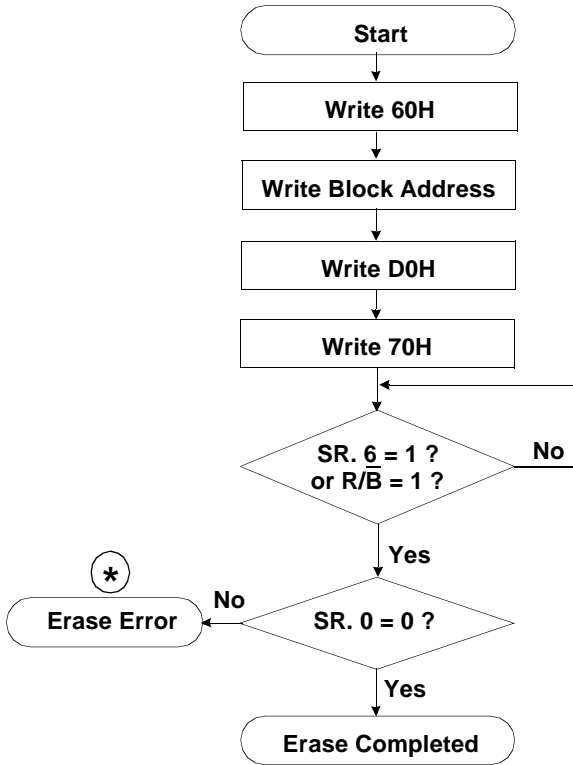 Start
Write 60H
Write Block Address
Write D0H
Write 70H
SR. 6 = 1 ?
or R/B̅ = 1 ?
No
Yes
*
No
Erase Error
SR. 0 = 0 ?
Yes
Erase Completed